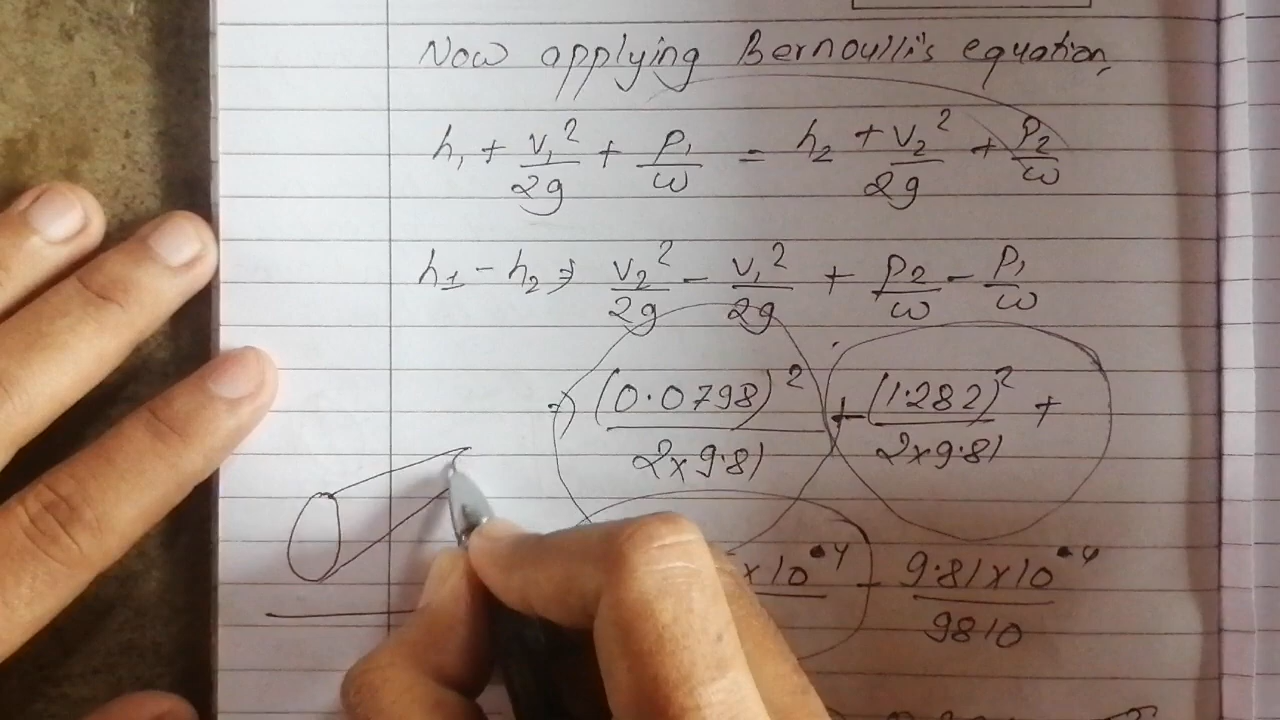 Now applying Bernoulli's equation,
h₁ + v₁²/2g + P₁/ω = h₂ + v₂²/2g + P₂/ω
h₁ - h₂ ⇒ v₂²/2g - v₁²/2g + P₂/ω - P₁/ω
⇒ (0.0798)²/2×9.81 + (1.282)²/2×9.81 +
×10⁴ - 9.81×10⁴/9810